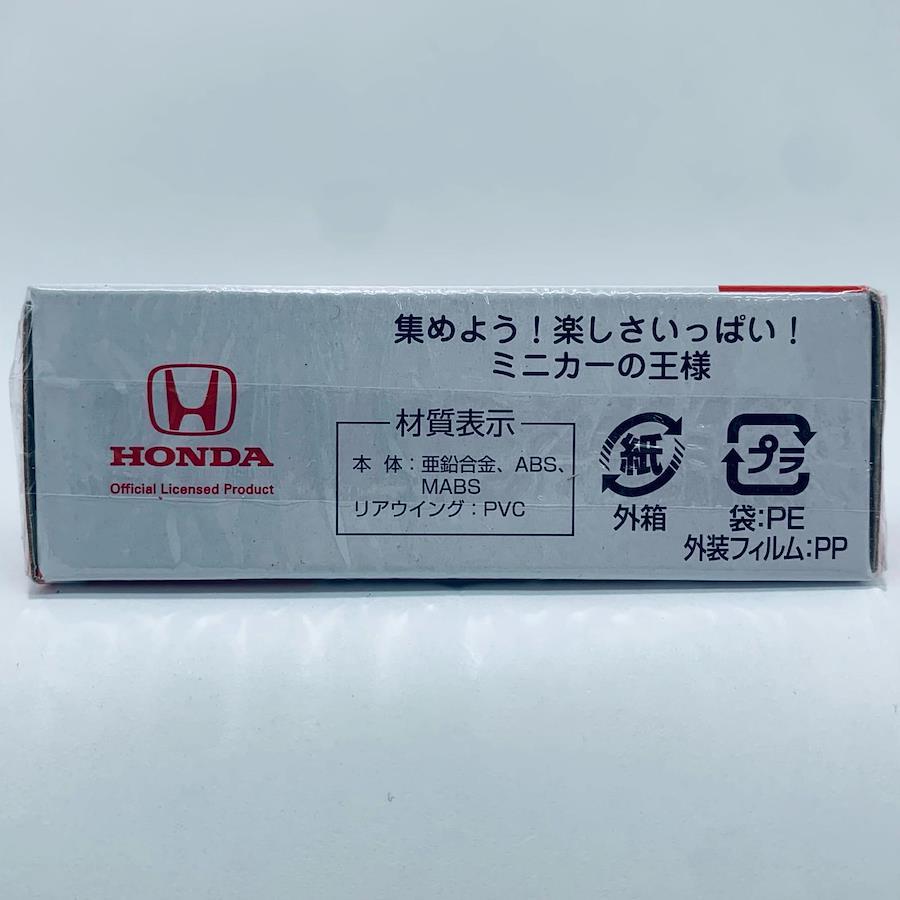 集めよう！楽しさいっぱい！
ミニカーの王様
HONDA
Official Licensed Product
材質表示
本 体：亜鉛合金、ABS、
MABS
リアウイング：PVC
紙
外箱
プラ
袋：PE
外装フィルム：PP